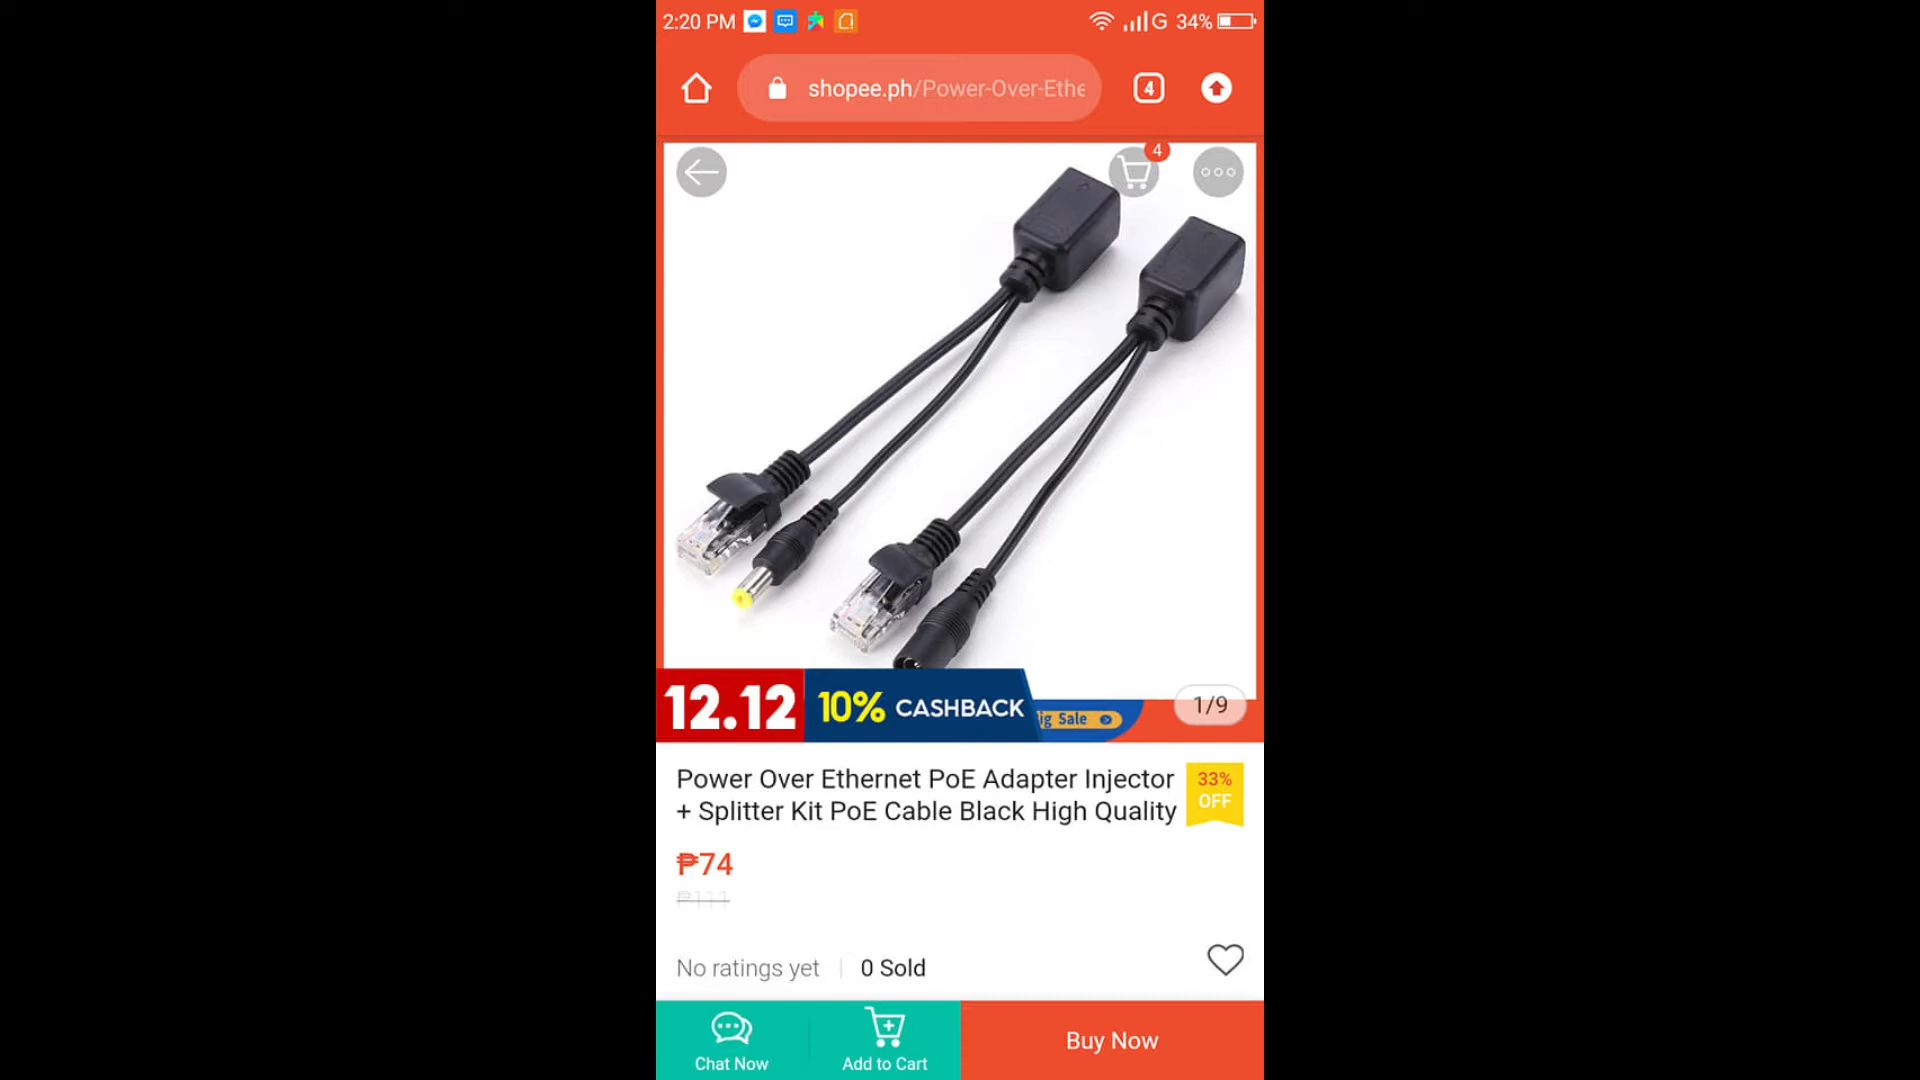 2:20 PM G 34%
shopee.ph/Power-Over-Ethe 4
4
12.12 10% CASHBACK ig Sale 1/9
Power Over Ethernet PoE Adapter Injector
+ Splitter Kit PoE Cable Black High Quality
33%
OFF
₱74
₱111
No ratings yet 0 Sold
Chat Now Add to Cart Buy Now